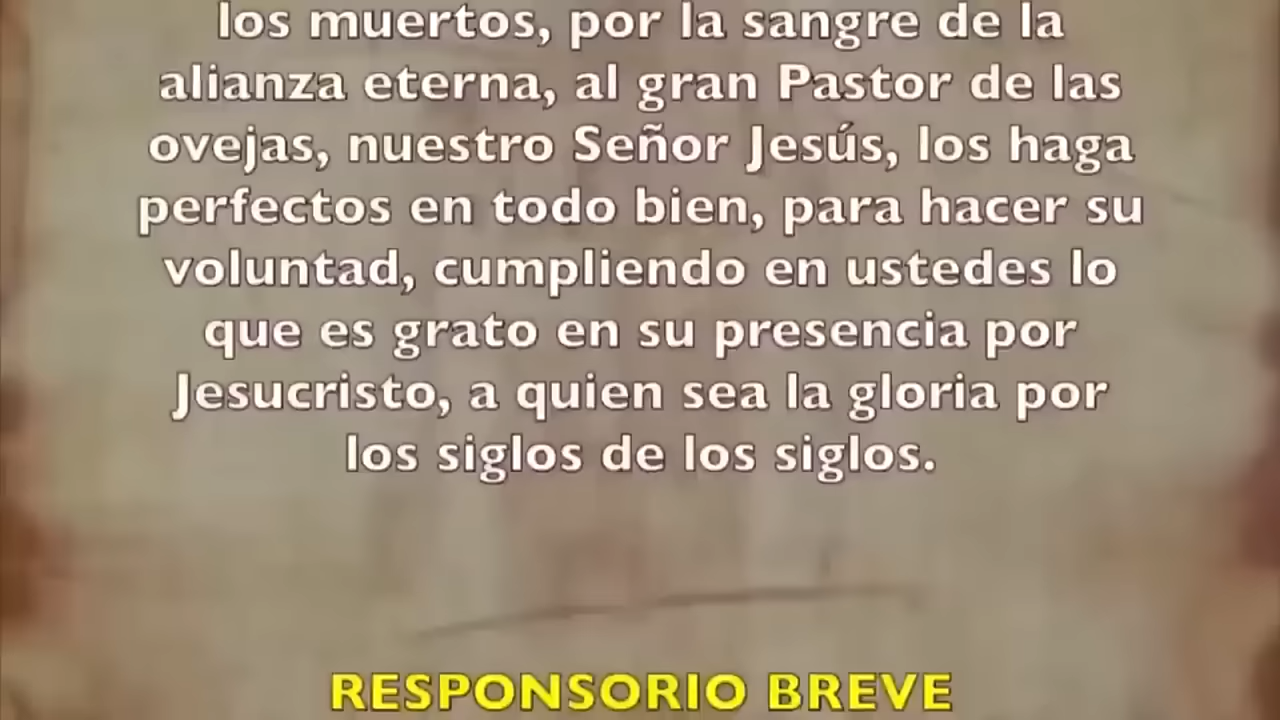 los muertos, por la sangre de la
alianza eterna, al gran Pastor de las
ovejas, nuestro Señor Jesús, los haga
perfectos en todo bien, para hacer su
voluntad, cumpliendo en ustedes lo
que es grato en su presencia por
Jesucristo, a quien sea la gloria por
los siglos de los siglos.
RESPONSORIO BREVE